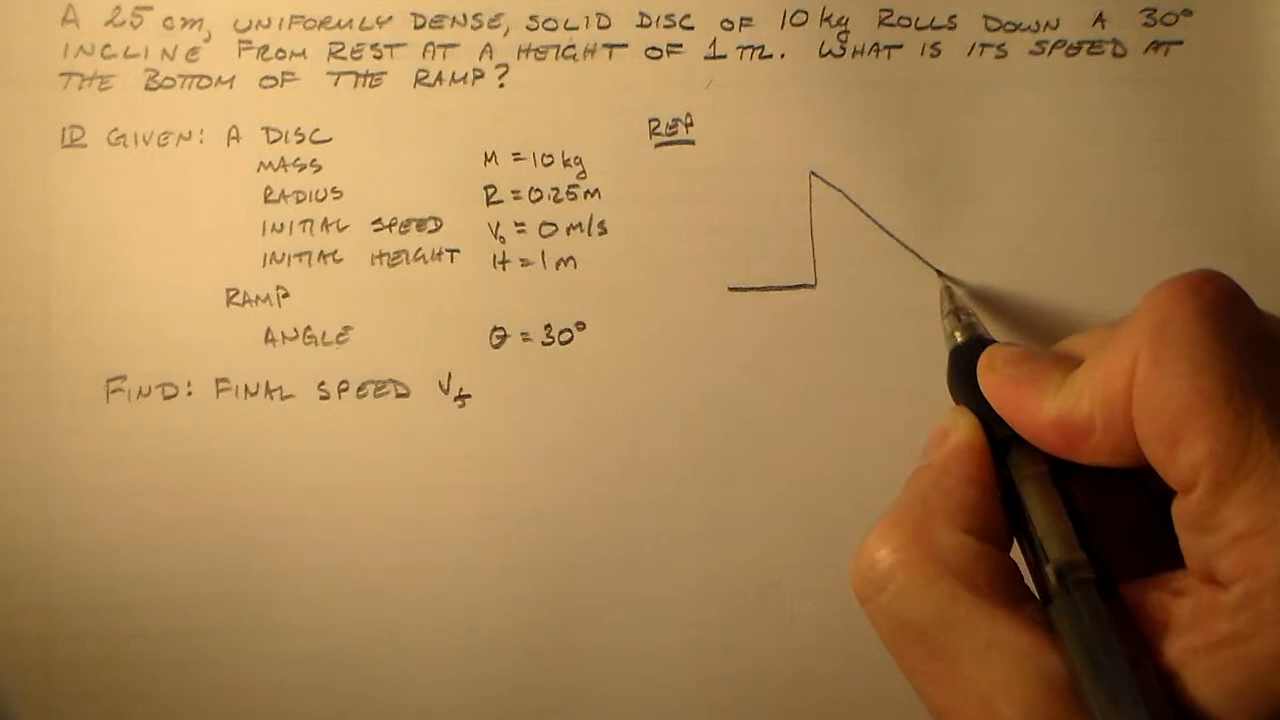 A 25 cm, UNIFORMLY DENSE, SOLID DISC OF 10 kg ROLLS DOWN A 30°
INCLINE FROM REST AT A HEIGHT OF 1 m. WHAT IS ITS SPEED AT
THE BOTTOM OF THE RAMP?
ID GIVEN: A DISC
MASS M = 10 kg
RADIUS R = 0.25 M
INITIAL SPEED V₀ = 0 M/S
INITIAL HEIGHT H = 1 M
RAMP
ANGLE θ = 30°
FIND: FINAL SPEED Vf
REP